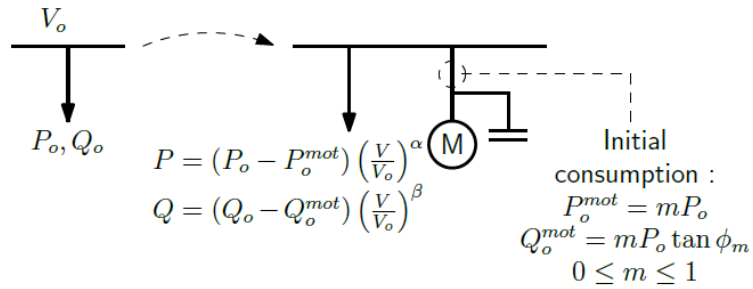 V_o
P_o, Q_o
P = (P_o − P_o^{mot}) (V/V_o)^α
Q = (Q_o − Q_o^{mot}) (V/V_o)^β
M
Initial
consumption :
P_o^{mot} = mP_o
Q_o^{mot} = mP_o tan ϕ_m
0 ≤ m ≤ 1